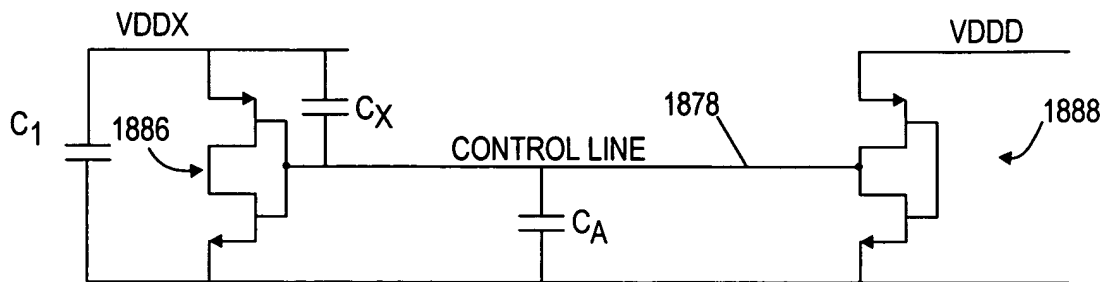 VDDX
VDDD
C1
1886
CX
1878
1888
CONTROL LINE
CA